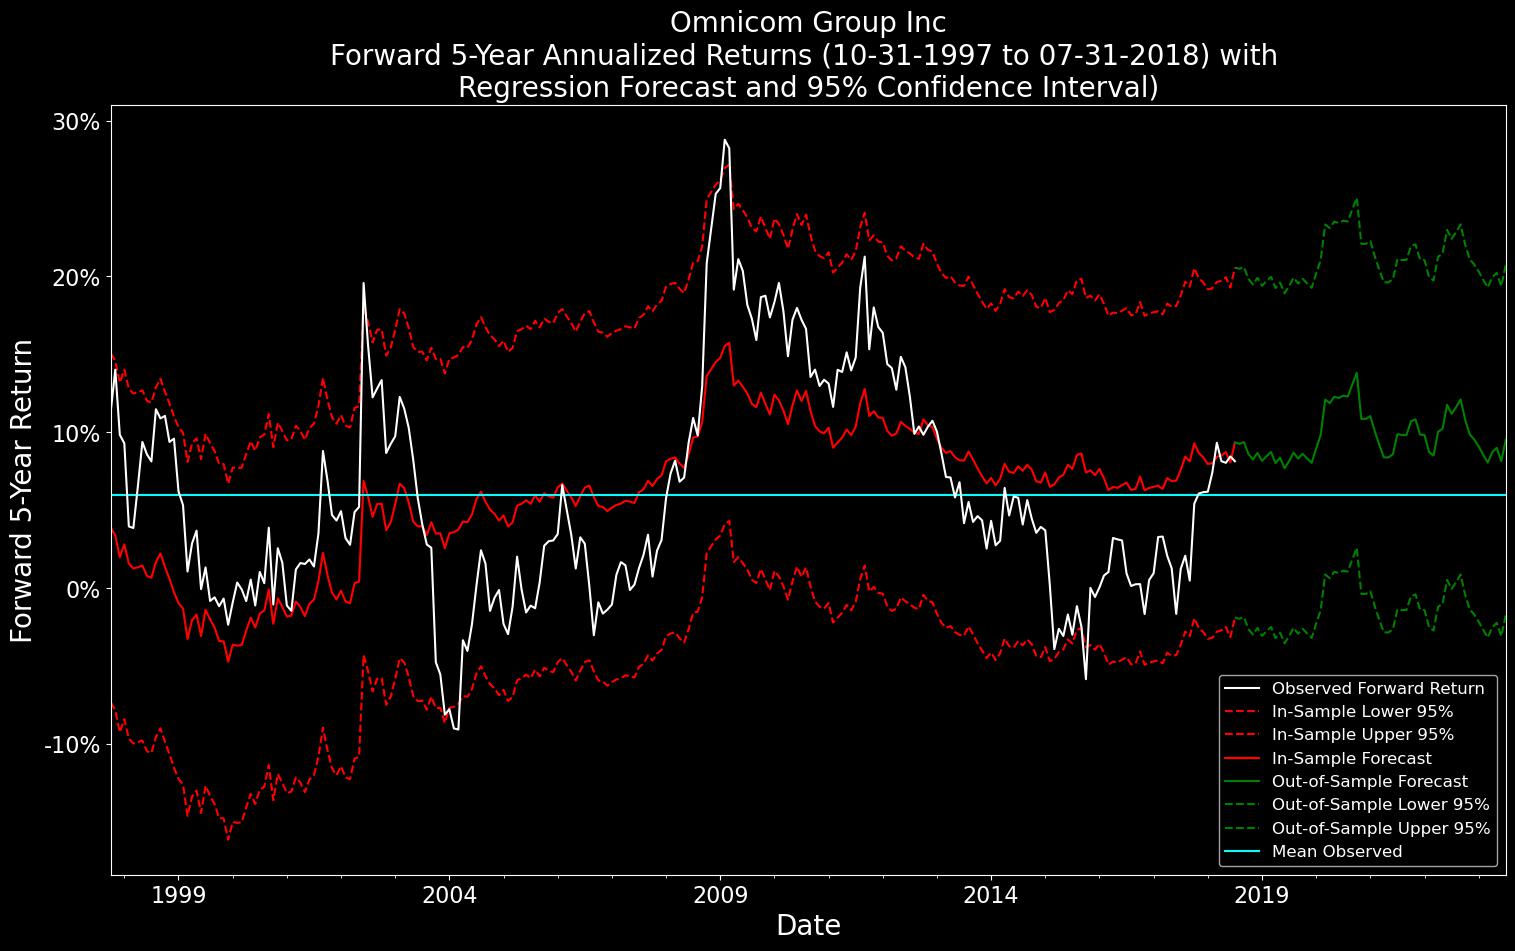 Omnicom Group Inc
Forward 5-Year Annualized Returns (10-31-1997 to 07-31-2018) with
Regression Forecast and 95% Confidence Interval)
Forward 5-Year Return
30%
20%
10%
0%
-10%
Observed Forward Return
In-Sample Lower 95%
In-Sample Upper 95%
In-Sample Forecast
Out-of-Sample Forecast
Out-of-Sample Lower 95%
Out-of-Sample Upper 95%
Mean Observed
1999 2004 2009 2014 2019
Date